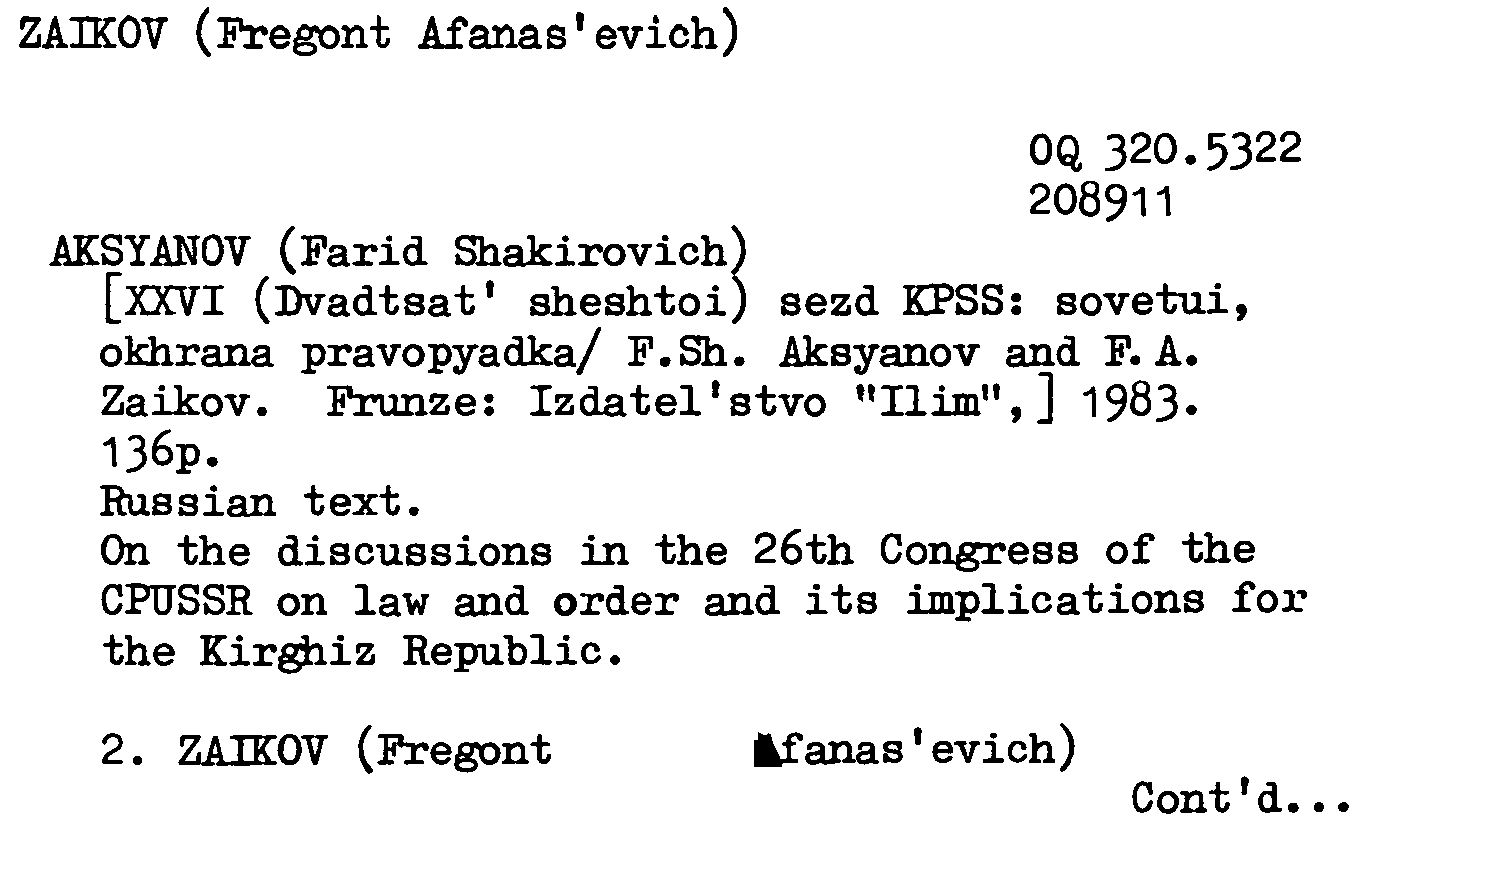 ZAIKOV (Fregont Afanas'evich)
OQ 320.5322
208911
AKSYANOV (Farid Shakirovich)
[XXVI (Dvadtsat' sheshtoi) sezd KPSS: sovetui,
okhrana pravopyadka/ F.Sh. Aksyanov and F.A.
Zaikov. Frunze: Izdatel'stvo "Ilim",] 1983.
136p.
Russian text.
On the discussions in the 26th Congress of the
CPUSSR on law and order and its implications for
the Kirghiz Republic.
2. ZAIKOV (Fregont Afanas'evich)
Cont'd...